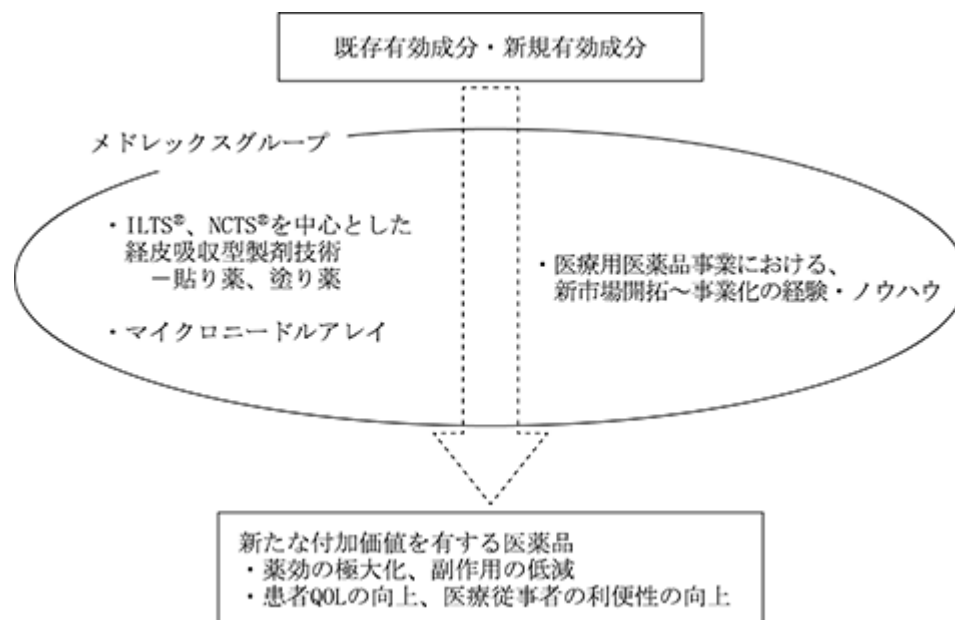 既存有効成分・新規有効成分
メドレックスグループ
・ILTS®、NCTS®を中心とした
経皮吸収型製剤技術
－貼り薬、塗り薬
・マイクロニードルアレイ
・医療用医薬品事業における、
新市場開拓～事業化の経験・ノウハウ
新たな付加価値を有する医薬品
・薬効の極大化、副作用の低減
・患者QOLの向上、医療従事者の利便性の向上